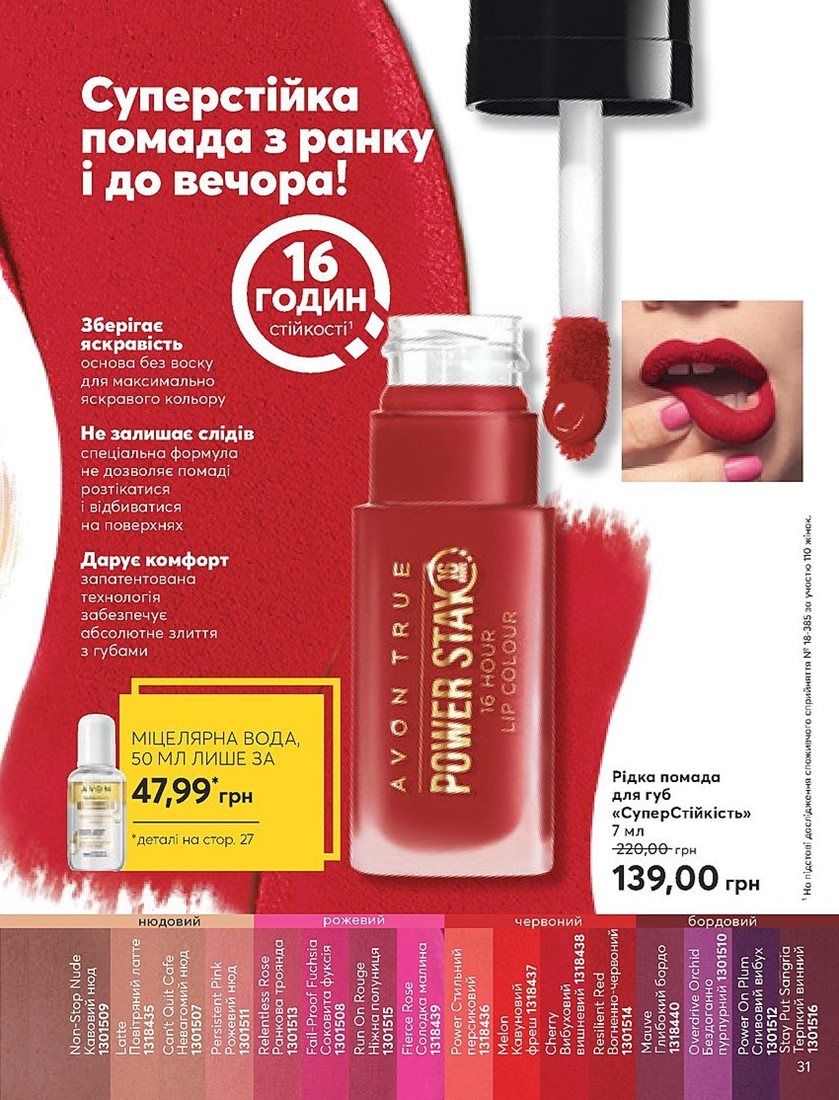 Суперстійка
помада з ранку
і до вечора!
16
ГОДИН
СТІЙКОСТІ¹
Зберігає
яскравість
основа без воску
для максимально
яскравого кольору
Не залишає слідів
спеціальна формула
не дозволяє помаді
розтікатися
і відбиватися
на поверхнях
Дарує комфорт
запатентована
технологія
забезпечує
абсолютне злиття
з губами
AVON TRUE
POWER STAY 16
16 HOUR
LIP COLOUR
AVON
МІЦЕЛЯРНА ВОДА,
50 МЛ ЛИШЕ ЗА
47,99* грн
*деталі на стор. 27
Рідка помада
для губ
«СуперСтійкість»
7 мл
220,00 грн
139,00 грн
¹ На підставі дослідження споживчого сприйняття № 18-385 за участю 110 жінок.
нюдовий
рожевий
червоний
бордовий
Non-Stop Nude
Кавовий нюд
1301509
Latte
Повітряний латте
1318435
Can't Quit Cafe
Невагомий нюд
1301507
Persistent Pink
Рожевий нюд
1301511
Relentless Rose
Ранкова троянда
1301513
Fail-Proof Fuchsia
Соковита фуксія
1301508
Run On Rouge
Ніжна полуниця
1301515
Fierce Rose
Солодка малина
1318439
Power Стильний
персиковий
1318436
Melon
Кавуновий
фреш 1318437
Cherry
Вибуховий
вишневий 1318438
Resilient Red
Вогненно-червоний
1301514
Mauve
Глибокий бордо
1318440
Overdrive Orchid
Бездоганно
пурпурний 1301510
Power On Plum
Сливовий вибух
1301512
Stay Put Sangria
Терпкий винний
1301516
31